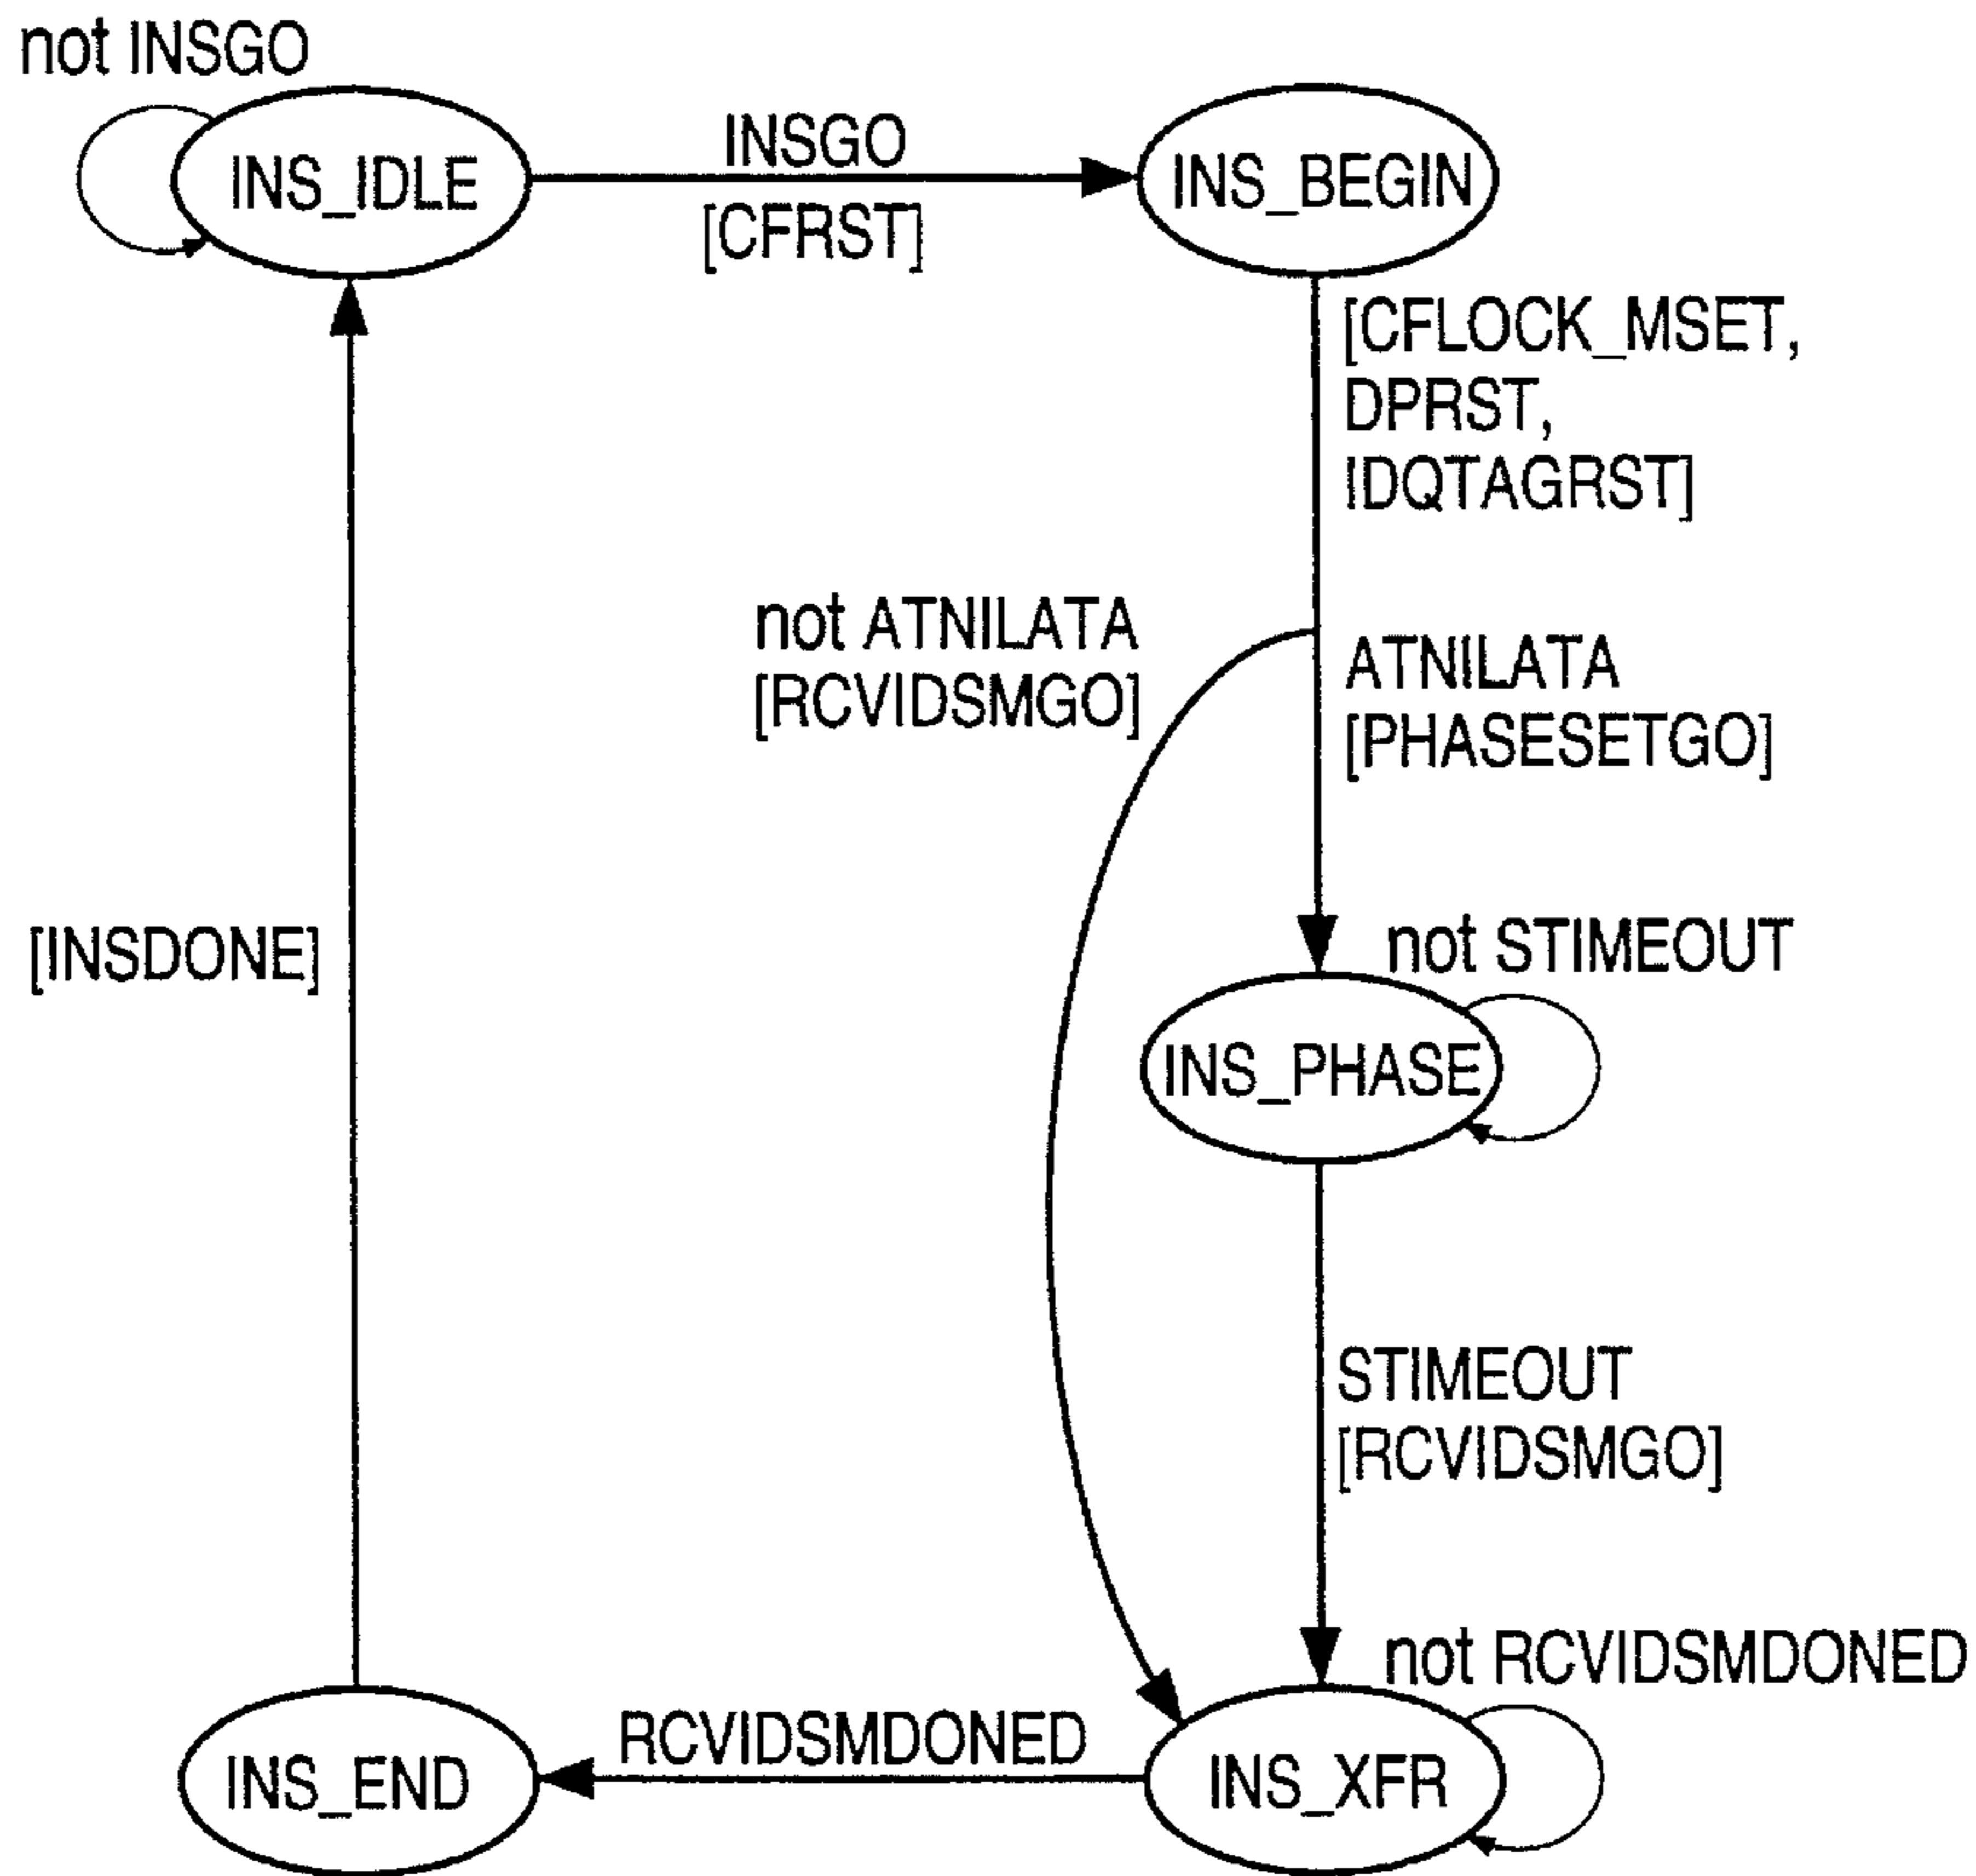 not INSGO
INS_IDLE
INSGO
[CFRST]
INS_BEGIN
[CFLOCK_MSET,
DPRST,
IDQTAGRST]
not ATNILATA
[RCVIDSMGO]
ATNILATA
[PHASESETGO]
[INSDONE]
not STIMEOUT
INS_PHASE
STIMEOUT
[RCVIDSMGO]
not RCVIDSMDONED
RCVIDSMDONED
INS_END
INS_XFR